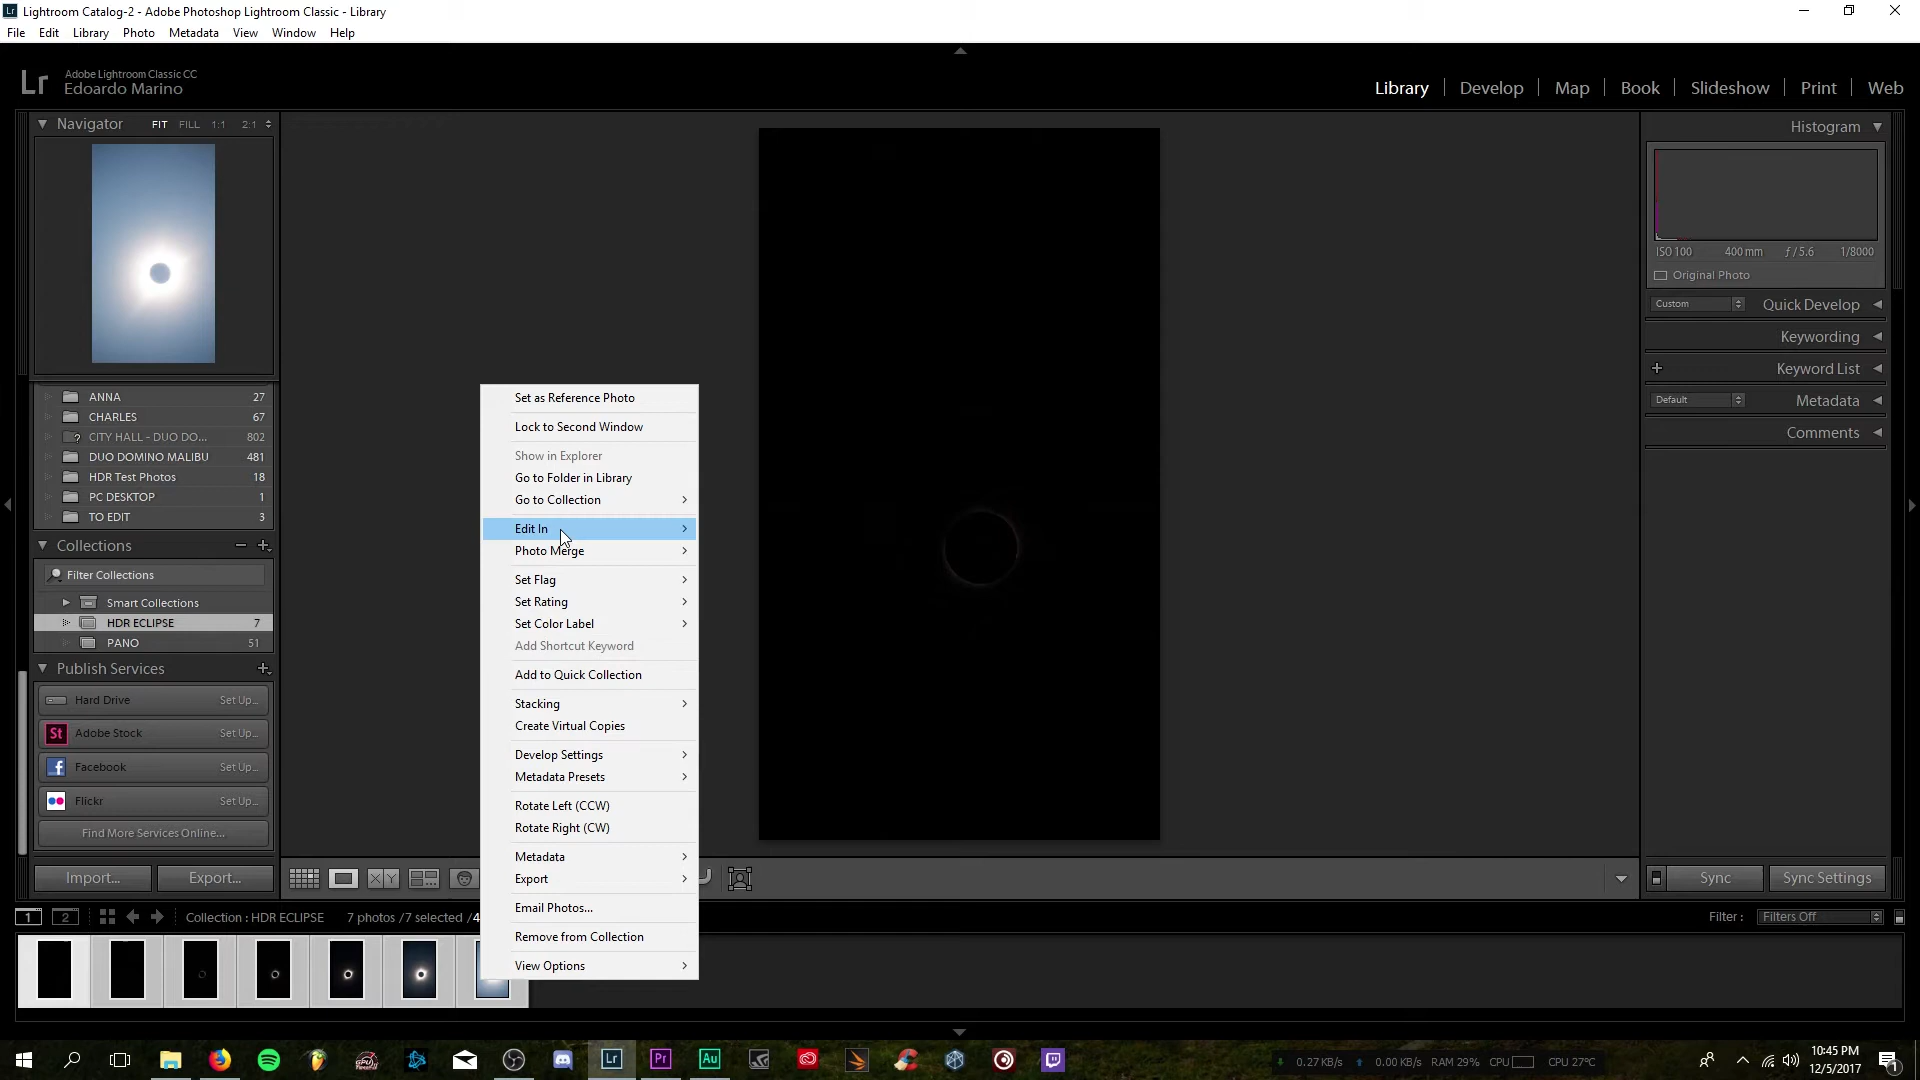 Lightroom Catalog-2 - Adobe Photoshop Lightroom Classic - Library
File Edit Library Photo Metadata View Window Help
Lr Adobe Lightroom Classic CC
Edoardo Marino
Library Develop Map Book Slideshow Print Web
Navigator FIT FILL 1:1 2:1
Histogram
ISO 100 400 mm f / 5.6 1/8000
Original Photo
Custom Quick Develop
Keywording
Keyword List
Default Metadata
Comments
ANNA 27
CHARLES 67
CITY HALL - DUO DO... 802
DUO DOMINO MALIBU 481
HDR Test Photos 18
PC DESKTOP 1
TO EDIT 3
Collections
Filter Collections
Smart Collections
HDR ECLIPSE 7
PANO 51
Publish Services
Hard Drive Set Up...
St Adobe Stock Set Up...
Facebook Set Up...
Flickr Set Up...
Find More Services Online...
Import... Export...
Set as Reference Photo
Lock to Second Window
Show in Explorer
Go to Folder in Library
Go to Collection
Edit In
Photo Merge
Set Flag
Set Rating
Set Color Label
Add Shortcut Keyword
Add to Quick Collection
Stacking
Create Virtual Copies
Develop Settings
Metadata Presets
Rotate Left (CCW)
Rotate Right (CW)
Metadata
Export
Email Photos...
Remove from Collection
View Options
X Y
Sync Sync Settings
1 2 Collection : HDR ECLIPSE 7 photos /7 selected /4
Filter : Filters Off
Lr Pr Au
0.27 KB/s 0.00 KB/s RAM 29% CPU CPU 27°C
10:45 PM
12/5/2017
1